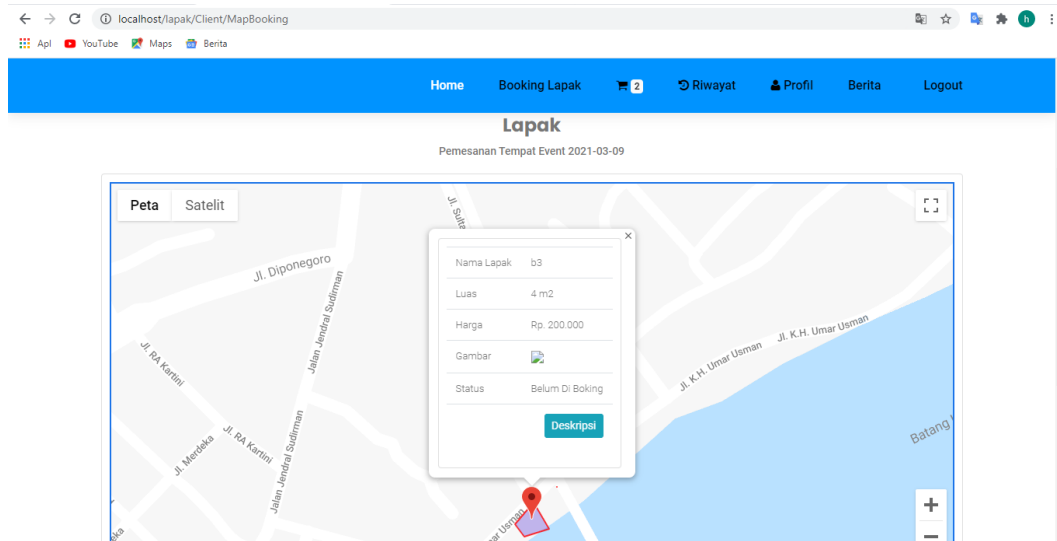 localhost/lapak/Client/MapBooking
Apl YouTube Maps Berita
h
Home Booking Lapak 2 Riwayat Profil Berita Logout
Lapak
Pemesanan Tempat Event 2021-03-09
Peta Satelit
Jl. Diponegoro
Jalan Jendral Sudirman
Jl. RA Kartini
Jl. Merdeka
Jl. RA Kartini
Jalan Jendral Sudirman
Nama Lapak b3
Luas 4 m2
Harga Rp. 200.000
Gambar
Status Belum Di Boking
Deskripsi
Jl. K.H. Umar Usman
Jl. K.H. Umar Usman
Batang